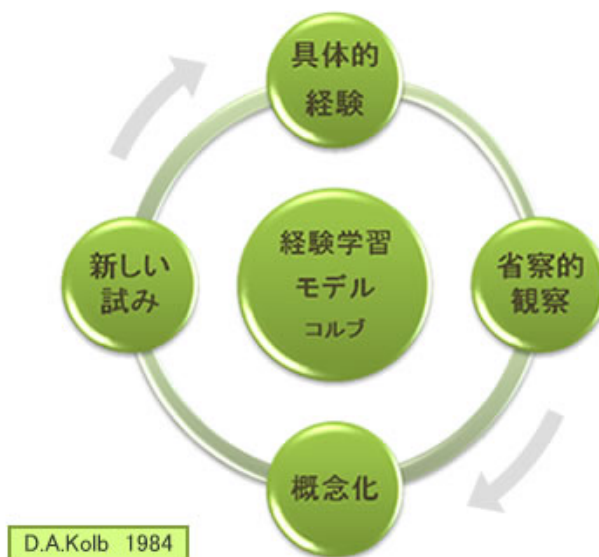 具体的
経験
経験学習
モデル
コルブ
新しい
試み
省察的
観察
概念化
D.A.Kolb 1984